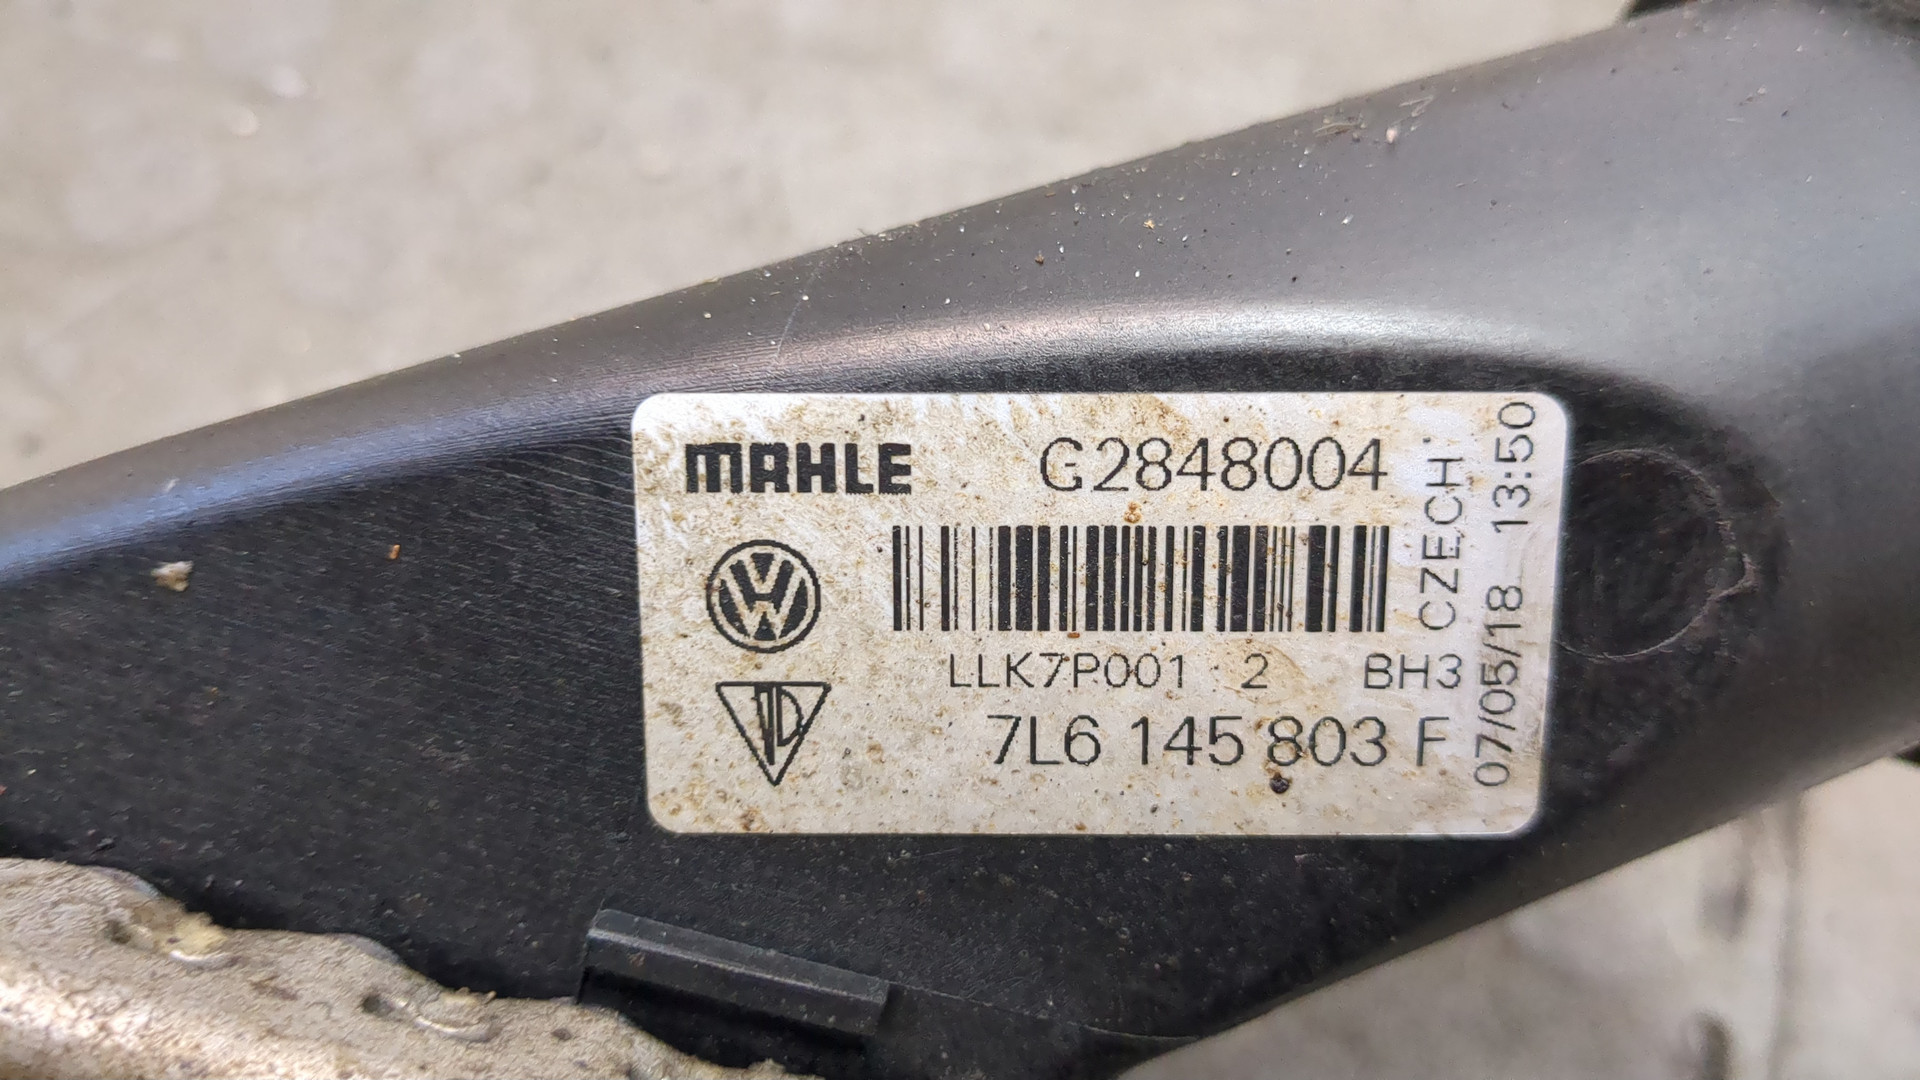 MAHLE G2848004
LLK7P001 2 BH3
7L6 145 803 F
CZECH
07/05/18 13:50